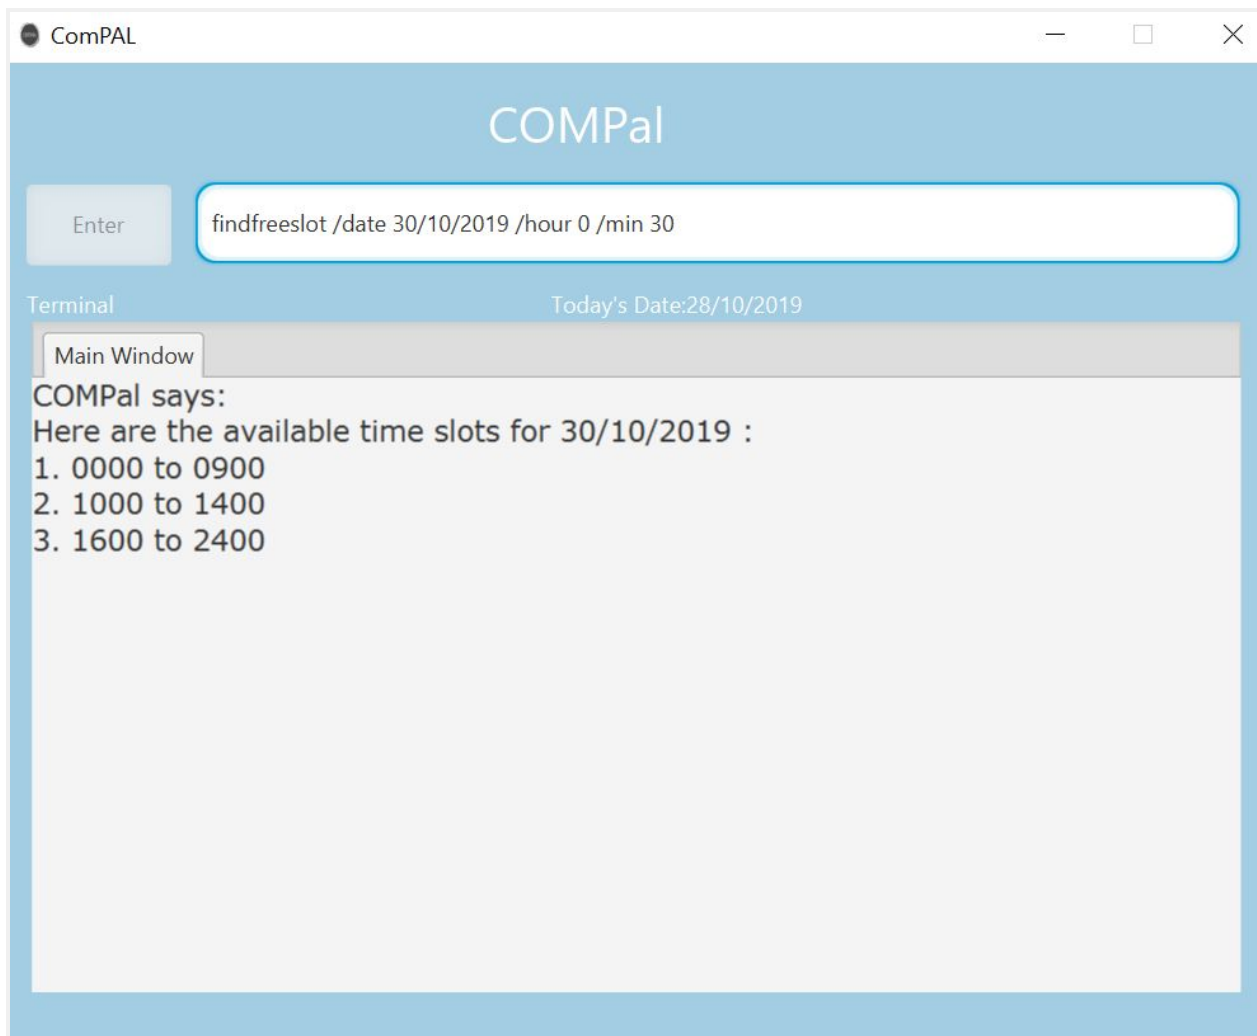 ComPAL
COMPal
Enter
findfreeslot /date 30/10/2019 /hour 0 /min 30
Terminal
Today's Date:28/10/2019
Main Window
COMPal says:
Here are the available time slots for 30/10/2019 :
1. 0000 to 0900
2. 1000 to 1400
3. 1600 to 2400